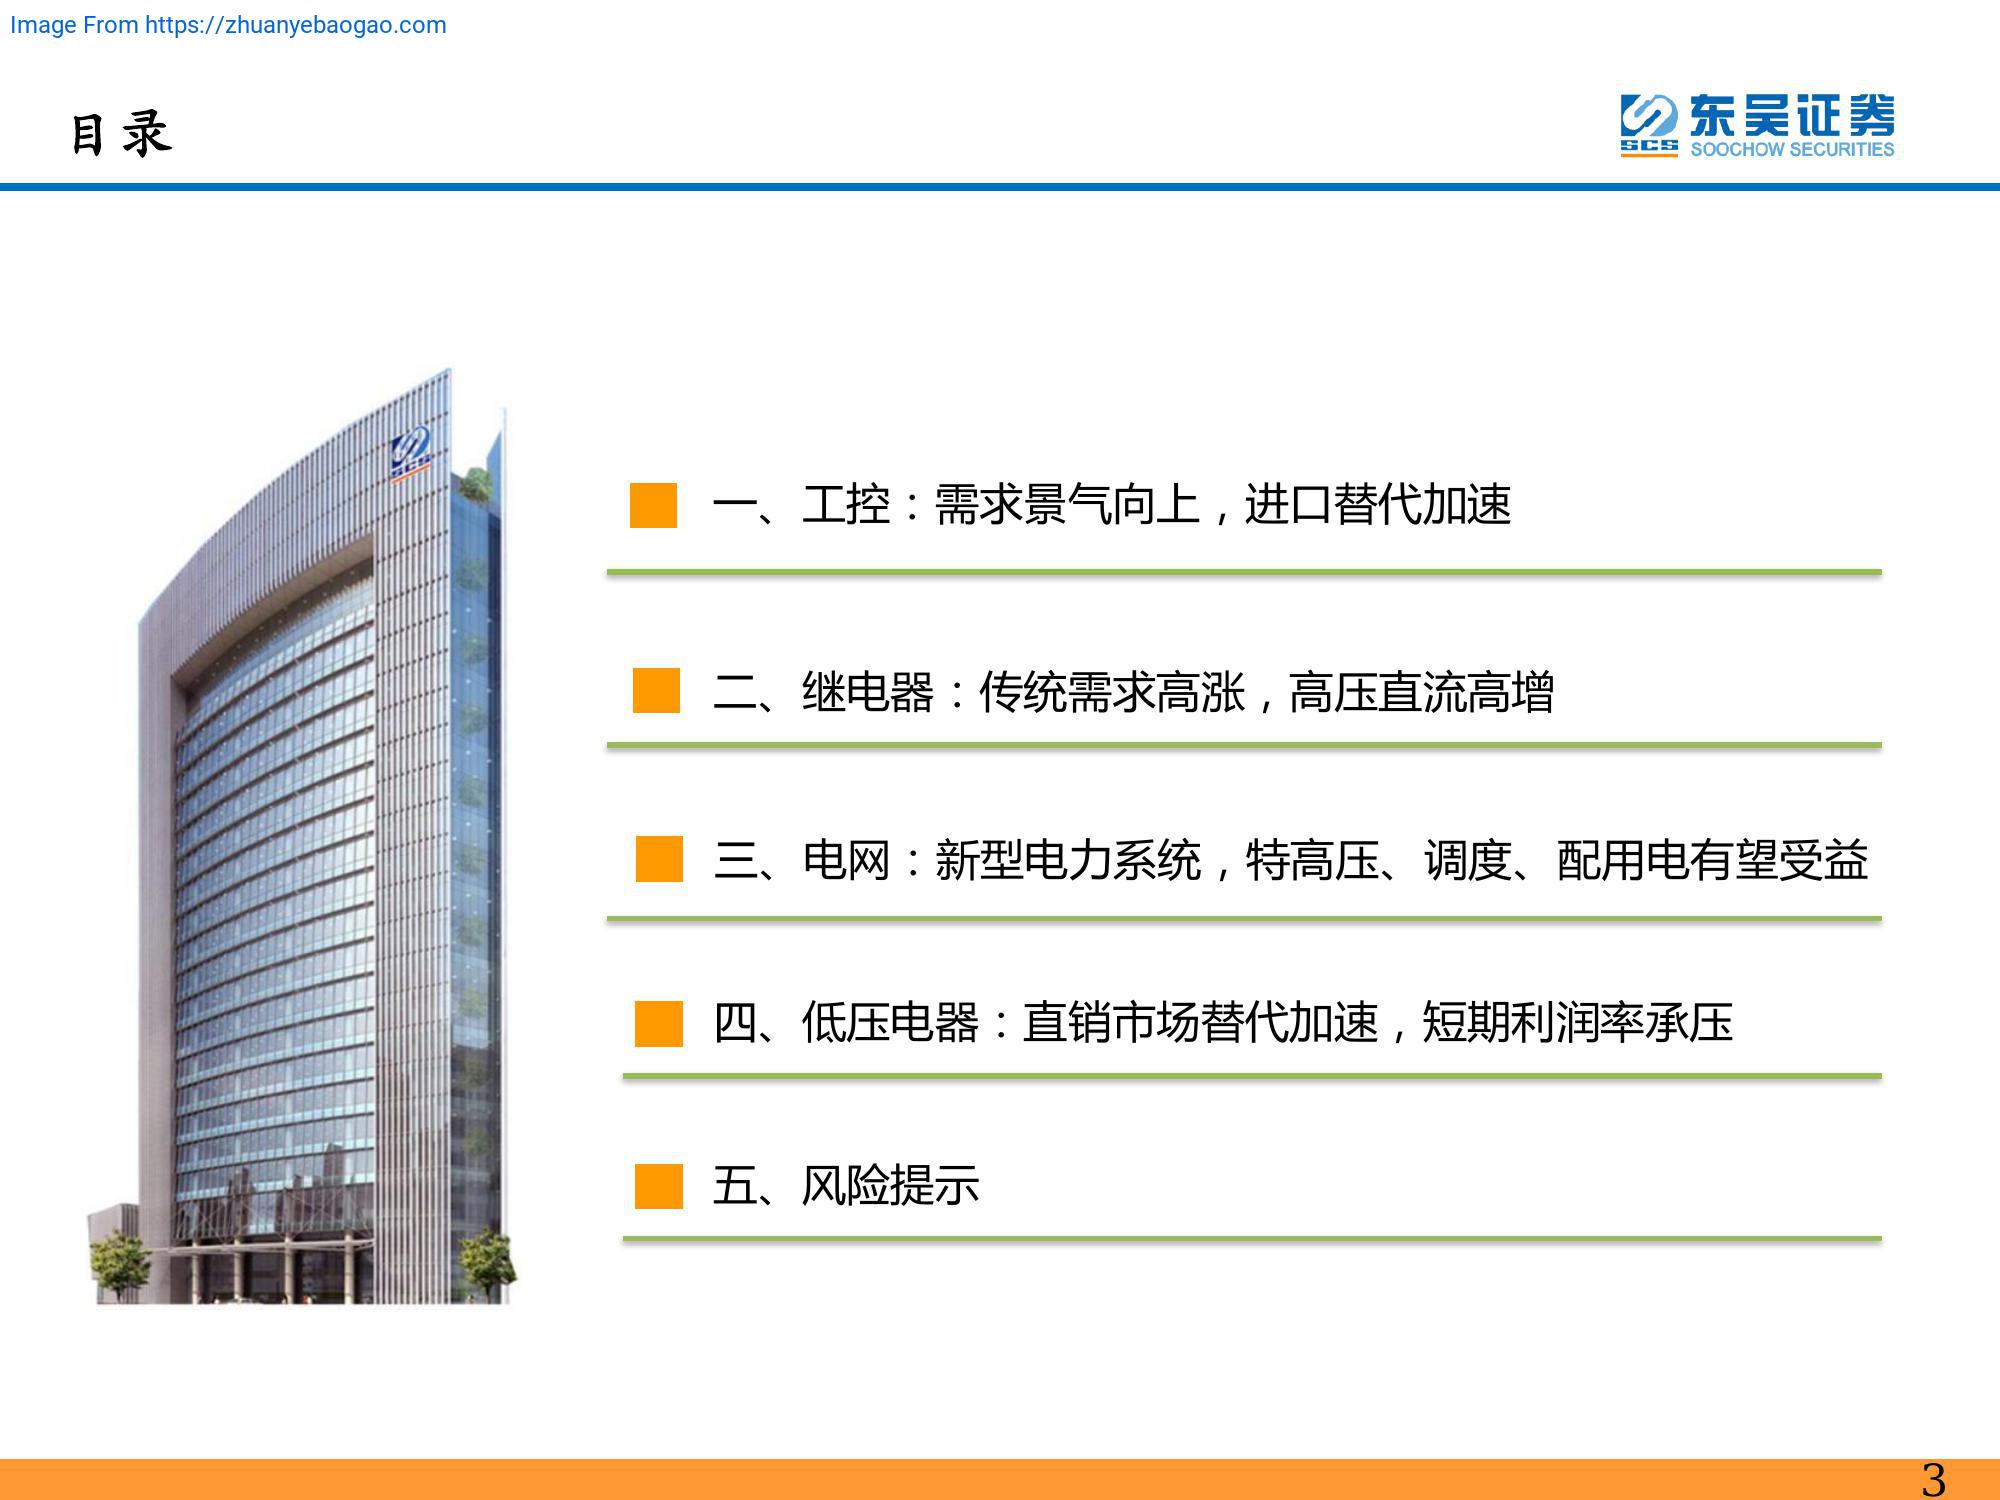 Image From https://zhuanyebaogao.com
目录
东吴证券
SCS
SOOCHOW SECURITIES
SCS
一、工控：需求景气向上，进口替代加速
二、继电器：传统需求高涨，高压直流高增
三、电网：新型电力系统，特高压、调度、配用电有望受益
四、低压电器：直销市场替代加速，短期利润率承压
五、风险提示
3